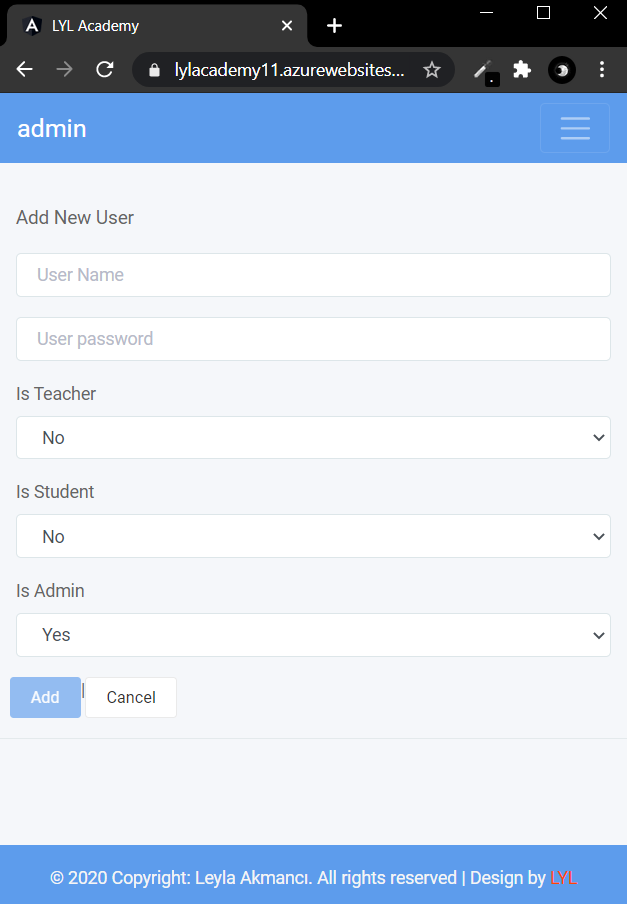 LYL Academy
lylacademy11.azurewebsites...
admin
Add New User
User Name
User password
Is Teacher
No
Is Student
No
Is Admin
Yes
Add | Cancel
© 2020 Copyright: Leyla Akmancı. All rights reserved | Design by LYL